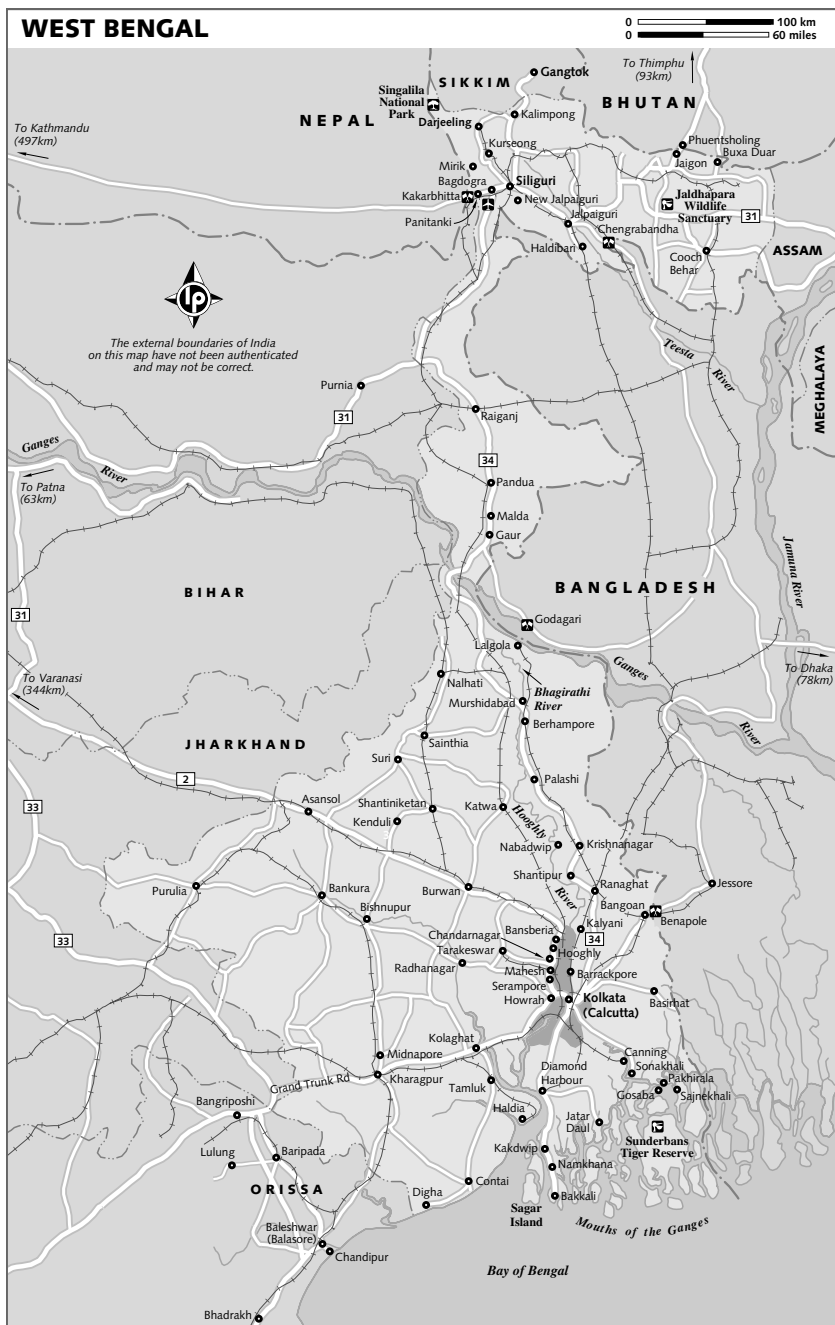 WEST BENGAL
0 100 km
0 60 miles
To Thimphu
(93km)
SIKKIM
Gangtok
Singalila
National
Park
BHUTAN
NEPAL
Kalimpong
Darjeeling
To Kathmandu
(497km)
Kurseong
Phuentsholing
Buxa Duar
Jaigon
Mirik
Bagdogra
Siliguri
Kakarbhitta
New Jalpaiguri
Jaldhapara
Wildlife
Sanctuary
31
Panitanki
Jalpaiguri
Chengrabandha
Haldibari
Cooch
Behar
ASSAM
lp
The external boundaries of India
on this map have not been authenticated
and may not be correct.
Teesta
River
MEGHALAYA
Purnia
31
Raiganj
Ganges
River
34
To Patna
(63km)
Pandua
Malda
Gaur
Jamuna River
BIHAR
BANGLADESH
31
Godagari
Lalgola
Ganges
River
To Dhaka
(78km)
To Varanasi
(344km)
Nalhati
Bhagirathi
River
Murshidabad
Berhampore
JHARKHAND
Sainthia
Suri
2
Palashi
33
Asansol
Shantiniketan
Katwa
Kenduli
3
Hooghly
River
Nabadwip
Krishnanagar
Shantipur
Ranaghat
Jessore
Purulia
Bankura
Burwan
Bishnupur
Bangoan
Benapole
33
Bansberia
Kalyani
34
Chandarnagar
Hooghly
Tarakeswar
Radhanagar
Mahesh
Barrackpore
Serampore
Howrah
Kolkata
(Calcutta)
Basirhat
Kolaghat
Midnapore
Canning
Sonakhali
Grand Trunk Rd
Kharagpur
Tamluk
Diamond
Harbour
Pakhirala
Gosaba
Sajnekhali
Bangriposhi
Haldia
Jatar
Daul
Sunderbans
Tiger Reserve
Lulung
Baripada
Kakdwip
Namkhana
ORISSA
Contai
Digha
Sagar
Island
Bakkali
Mouths of the Ganges
Baleshwar
(Balasore)
Chandipur
Bay of Bengal
Bhadrakh